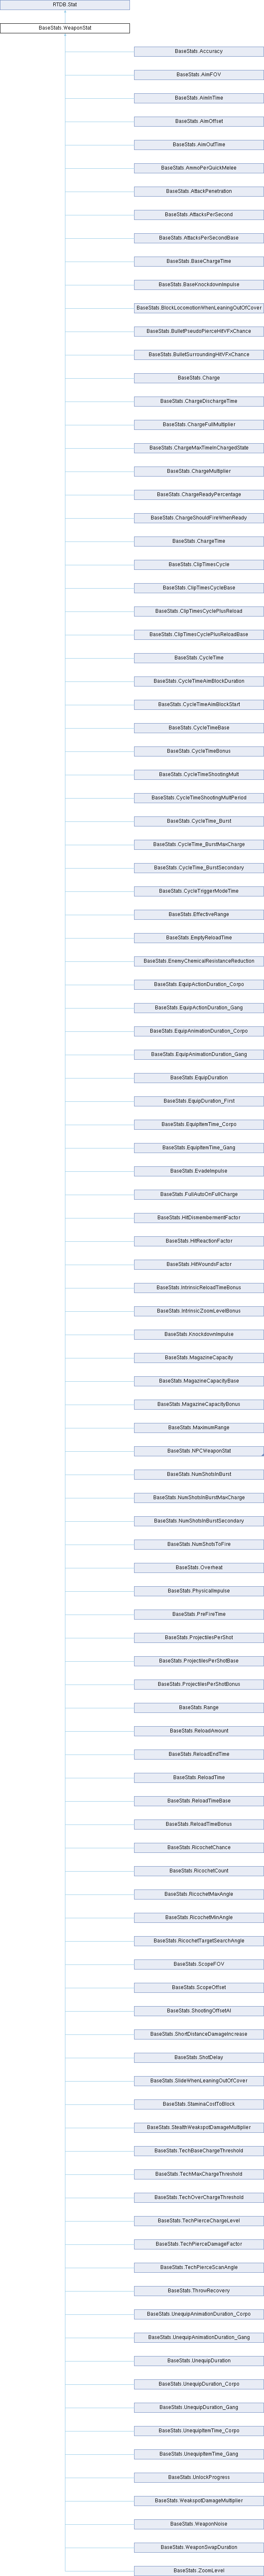 RTDB.Stat
BaseStats.WeaponStat
BaseStats.Accuracy
BaseStats.AimFOV
BaseStats.AimInTime
BaseStats.AimOffset
BaseStats.AimOutTime
BaseStats.AmmoPerQuickMelee
BaseStats.AttackPenetration
BaseStats.AttacksPerSecond
BaseStats.AttacksPerSecondBase
BaseStats.BaseChargeTime
BaseStats.BaseKnockdownImpulse
BaseStats.BlockLocomotionWhenLeaningOutOfCover
BaseStats.BulletPseudoPierceHitVFxChance
BaseStats.BulletSurroundingHitVFxChance
BaseStats.Charge
BaseStats.ChargeDischargeTime
BaseStats.ChargeFullMultiplier
BaseStats.ChargeMaxTimeInChargedState
BaseStats.ChargeMultiplier
BaseStats.ChargeReadyPercentage
BaseStats.ChargeShouldFireWhenReady
BaseStats.ChargeTime
BaseStats.ClipTimesCycle
BaseStats.ClipTimesCycleBase
BaseStats.ClipTimesCyclePlusReload
BaseStats.ClipTimesCyclePlusReloadBase
BaseStats.CycleTime
BaseStats.CycleTimeAimBlockDuration
BaseStats.CycleTimeAimBlockStart
BaseStats.CycleTimeBase
BaseStats.CycleTimeBonus
BaseStats.CycleTimeShootingMult
BaseStats.CycleTimeShootingMultPeriod
BaseStats.CycleTime_Burst
BaseStats.CycleTime_BurstMaxCharge
BaseStats.CycleTime_BurstSecondary
BaseStats.CycleTriggerModeTime
BaseStats.EffectiveRange
BaseStats.EmptyReloadTime
BaseStats.EnemyChemicalResistanceReduction
BaseStats.EquipActionDuration_Corpo
BaseStats.EquipActionDuration_Gang
BaseStats.EquipAnimationDuration_Corpo
BaseStats.EquipAnimationDuration_Gang
BaseStats.EquipDuration
BaseStats.EquipDuration_First
BaseStats.EquipItemTime_Corpo
BaseStats.EquipItemTime_Gang
BaseStats.EvadeImpulse
BaseStats.FullAutoOnFullCharge
BaseStats.HitDismembermentFactor
BaseStats.HitReactionFactor
BaseStats.HitWoundsFactor
BaseStats.IntrinsicReloadTimeBonus
BaseStats.IntrinsicZoomLevelBonus
BaseStats.KnockdownImpulse
BaseStats.MagazineCapacity
BaseStats.MagazineCapacityBase
BaseStats.MagazineCapacityBonus
BaseStats.MaximumRange
BaseStats.NPCWeaponStat
BaseStats.NumShotsInBurst
BaseStats.NumShotsInBurstMaxCharge
BaseStats.NumShotsInBurstSecondary
BaseStats.NumShotsToFire
BaseStats.Overheat
BaseStats.PhysicalImpulse
BaseStats.PreFireTime
BaseStats.ProjectilesPerShot
BaseStats.ProjectilesPerShotBase
BaseStats.ProjectilesPerShotBonus
BaseStats.Range
BaseStats.ReloadAmount
BaseStats.ReloadEndTime
BaseStats.ReloadTime
BaseStats.ReloadTimeBase
BaseStats.ReloadTimeBonus
BaseStats.RicochetChance
BaseStats.RicochetCount
BaseStats.RicochetMaxAngle
BaseStats.RicochetMinAngle
BaseStats.RicochetTargetSearchAngle
BaseStats.ScopeFOV
BaseStats.ScopeOffset
BaseStats.ShootingOffsetAI
BaseStats.ShortDistanceDamageIncrease
BaseStats.ShotDelay
BaseStats.SlideWhenLeaningOutOfCover
BaseStats.StaminaCostToBlock
BaseStats.StealthWeakspotDamageMultiplier
BaseStats.TechBaseChargeThreshold
BaseStats.TechMaxChargeThreshold
BaseStats.TechOverChargeThreshold
BaseStats.TechPierceChargeLevel
BaseStats.TechPierceDamageFactor
BaseStats.TechPierceScanAngle
BaseStats.ThrowRecovery
BaseStats.UnequipAnimationDuration_Corpo
BaseStats.UnequipAnimationDuration_Gang
BaseStats.UnequipDuration
BaseStats.UnequipDuration_Corpo
BaseStats.UnequipDuration_Gang
BaseStats.UnequipItemTime_Corpo
BaseStats.UnequipItemTime_Gang
BaseStats.UnlockProgress
BaseStats.WeakspotDamageMultiplier
BaseStats.WeaponNoise
BaseStats.WeaponSwapDuration
BaseStats.ZoomLevel